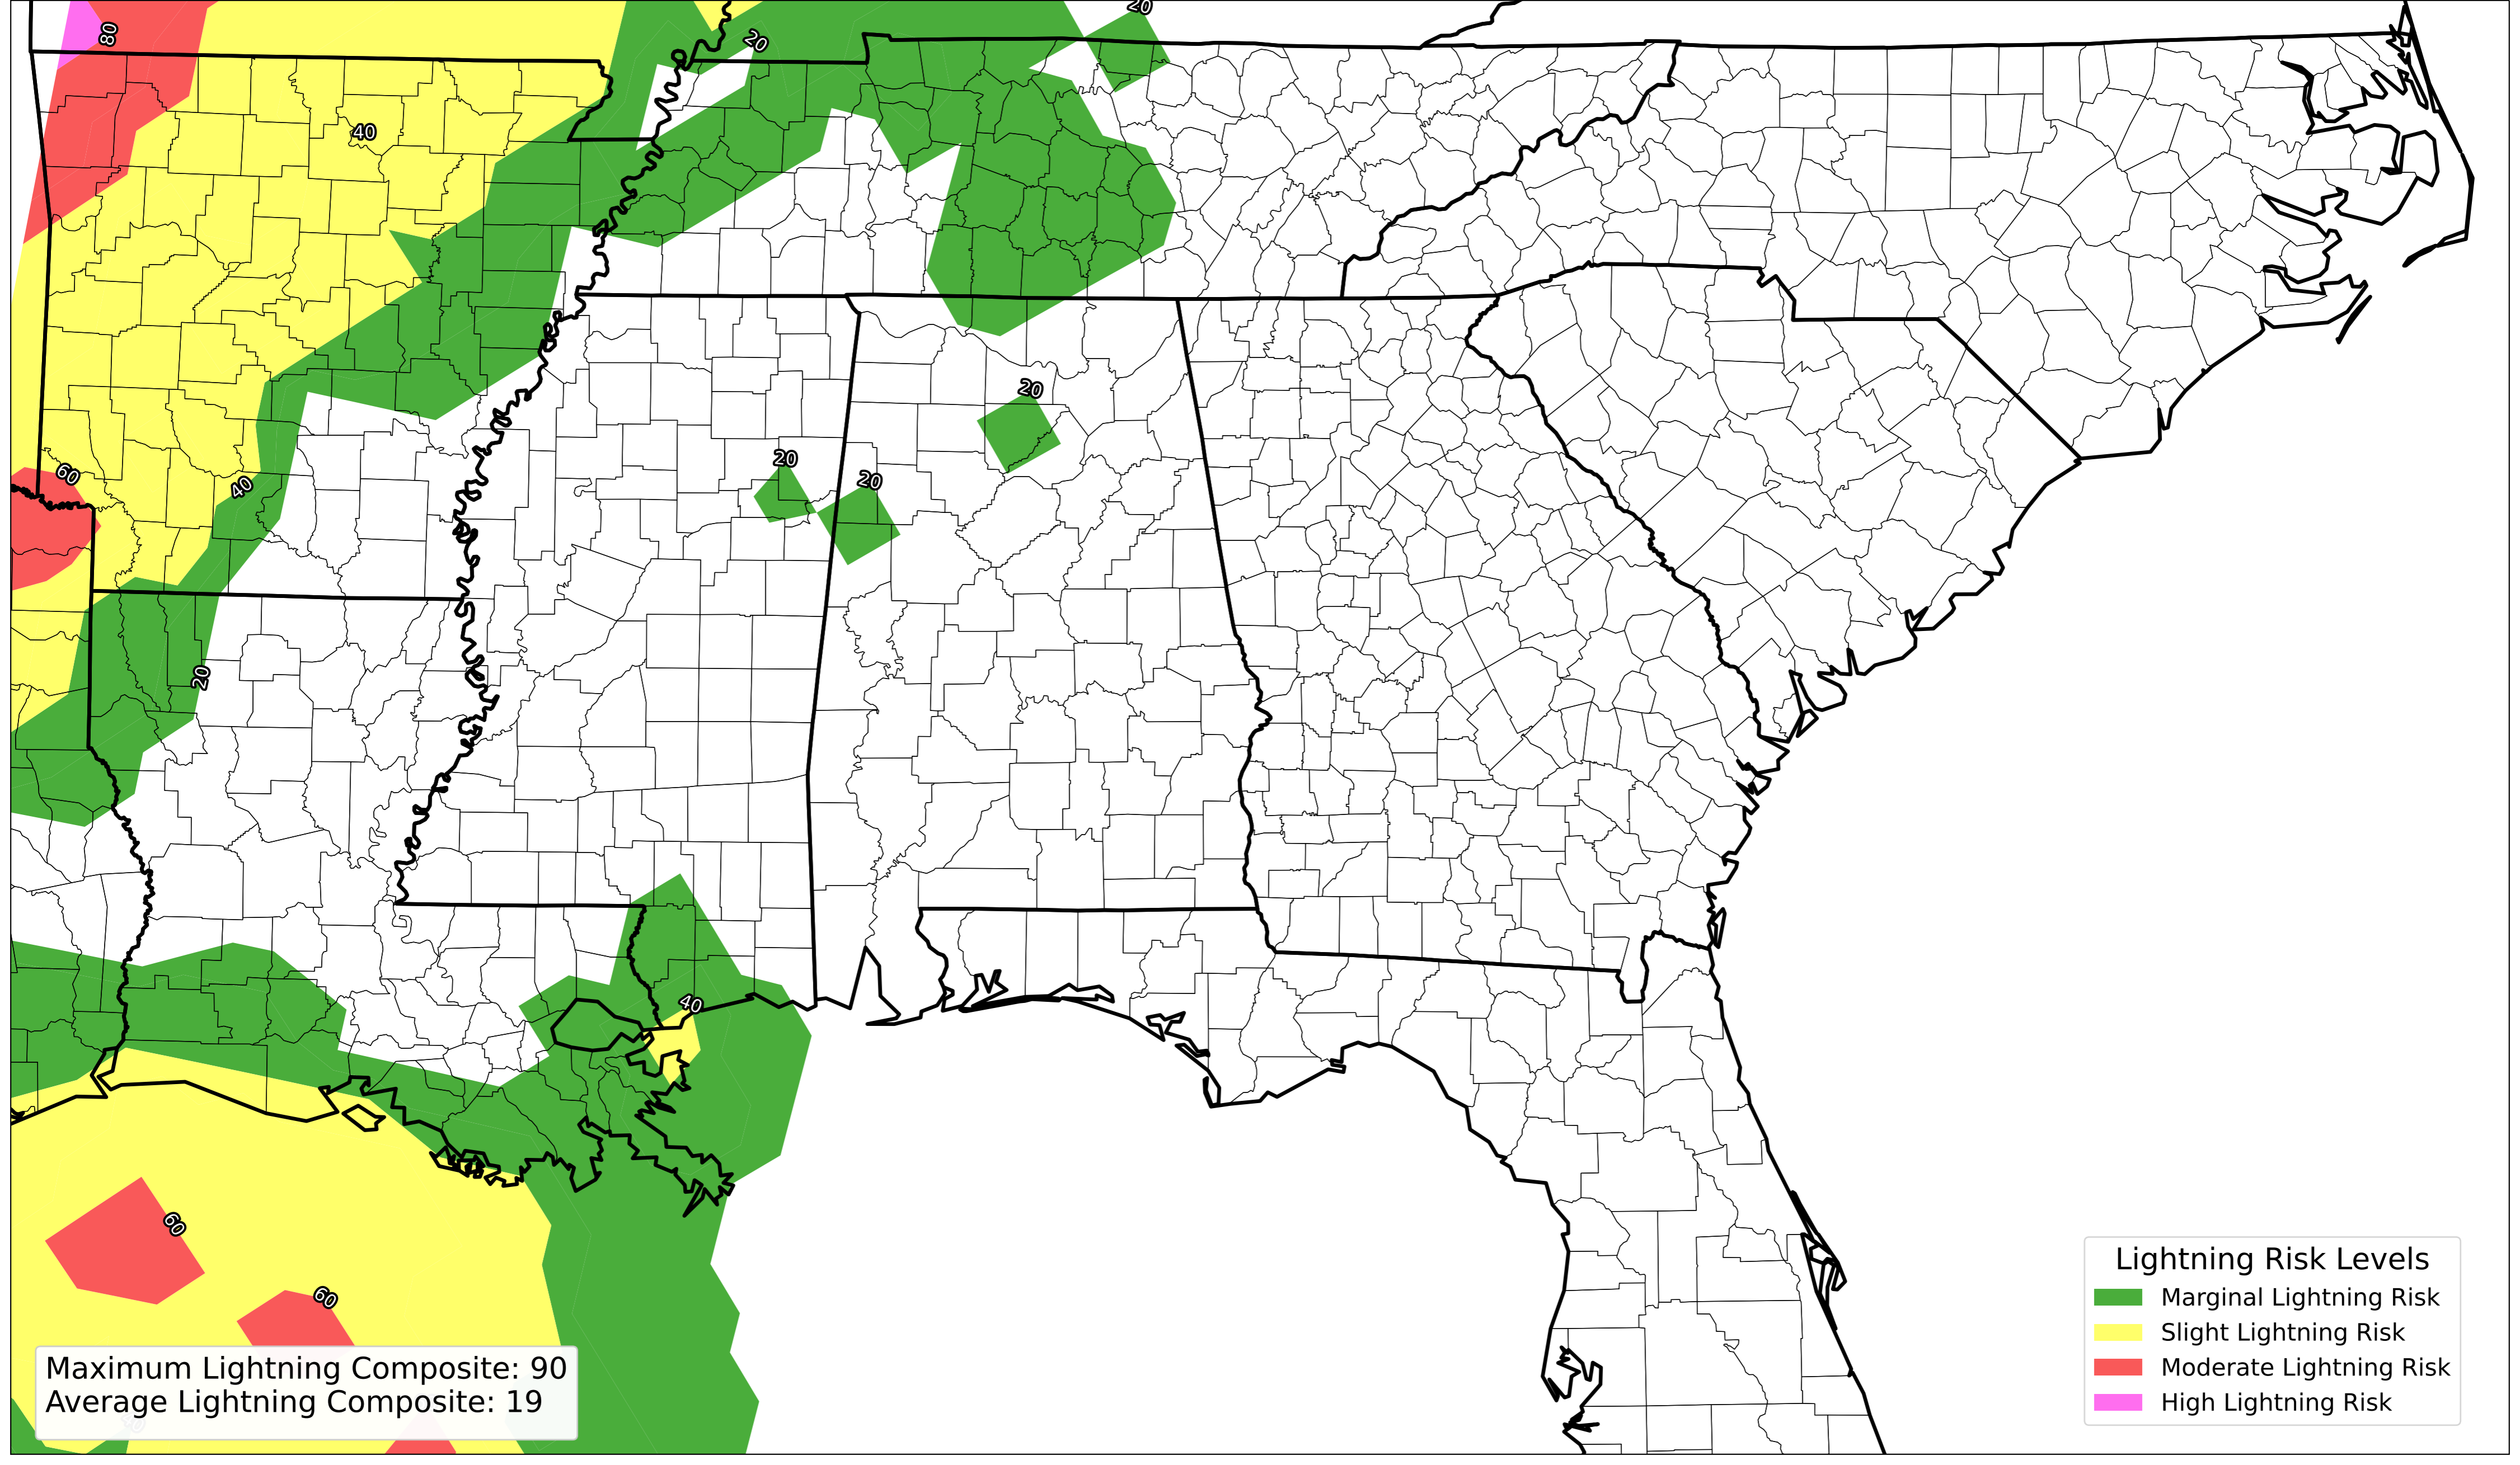 20
80
20
40
20
20
20
60
40
20
40
60
60
Maximum Lightning Composite: 90
Average Lightning Composite: 19
Lightning Risk Levels
Marginal Lightning Risk
Slight Lightning Risk
Moderate Lightning Risk
High Lightning Risk